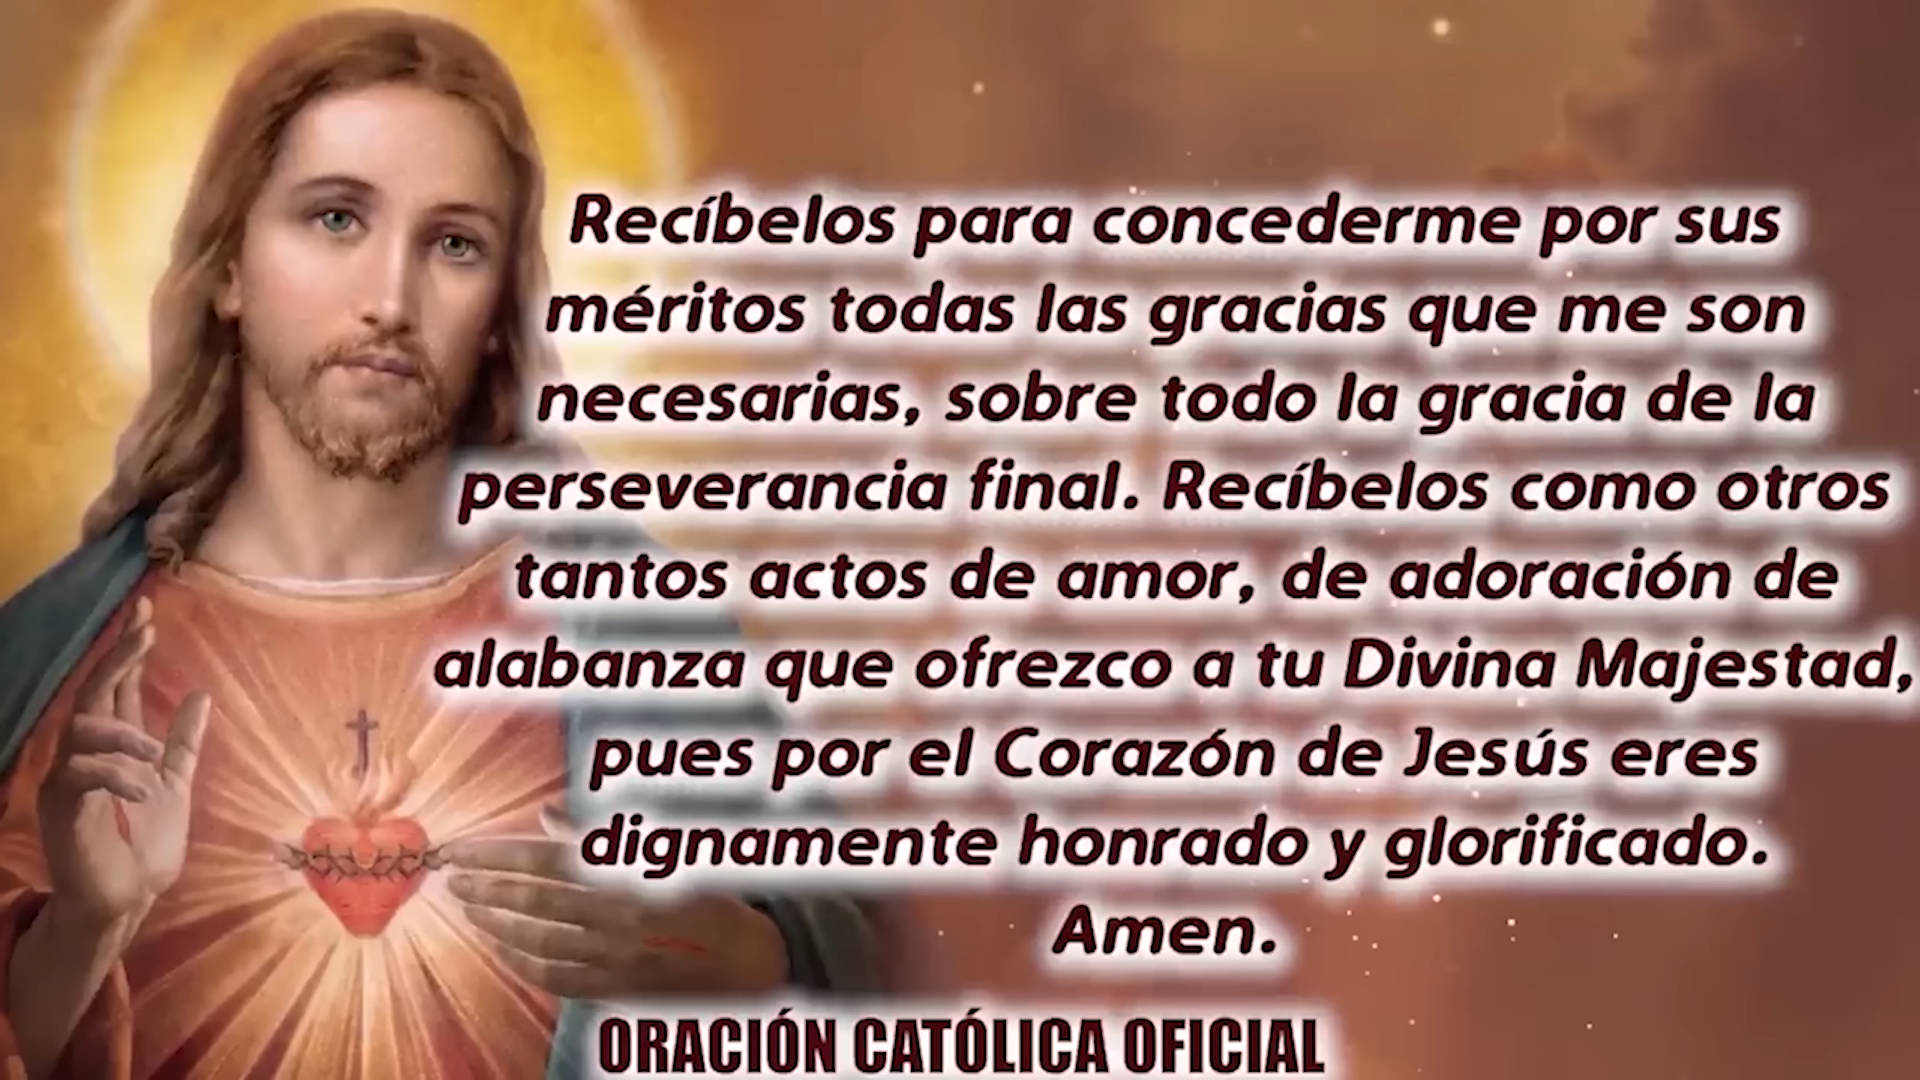 Recíbelos para concederme por sus
méritos todas las gracias que me son
necesarias, sobre todo la gracia de la
perseverancia final. Recíbelos como otros
tantos actos de amor, de adoración de
alabanza que ofrezco a tu Divina Majestad,
pues por el Corazón de Jesús eres
dignamente honrado y glorificado.
Amen.
ORACIÓN CATÓLICA OFICIAL